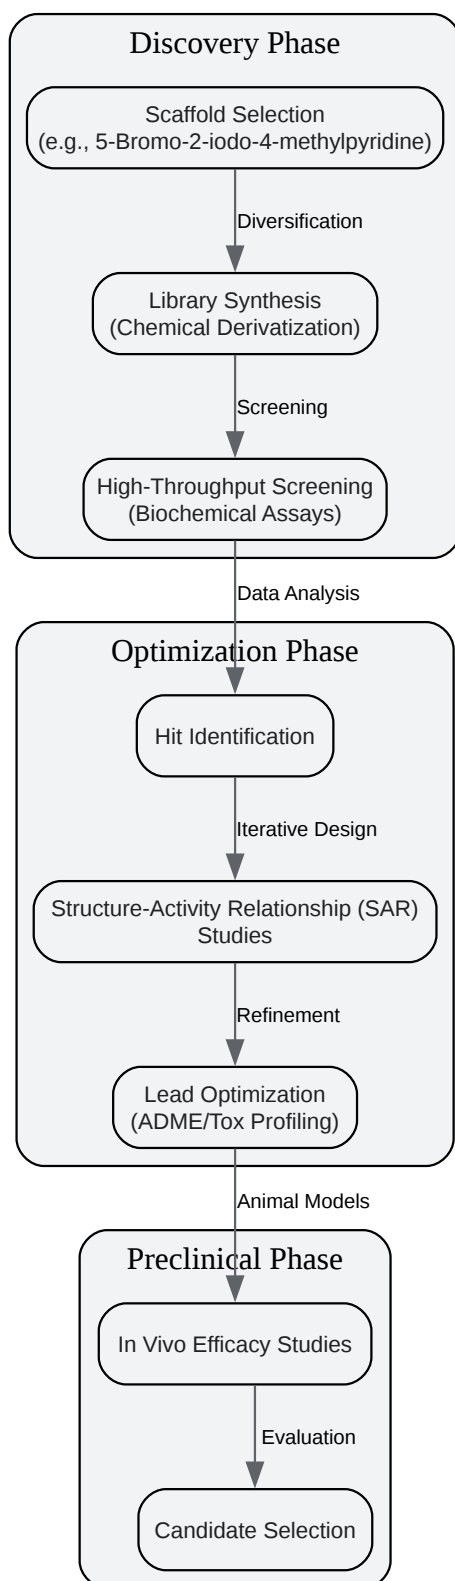 Discovery Phase
Scaffold Selection
(e.g., 5-Bromo-2-iodo-4-methylpyridine)
Diversification
Library Synthesis
(Chemical Derivatization)
Screening
High-Throughput Screening
(Biochemical Assays)
Data Analysis
Optimization Phase
Hit Identification
Iterative Design
Structure-Activity Relationship (SAR)
Studies
Refinement
Lead Optimization
(ADME/Tox Profiling)
Animal Models
Preclinical Phase
In Vivo Efficacy Studies
Evaluation
Candidate Selection